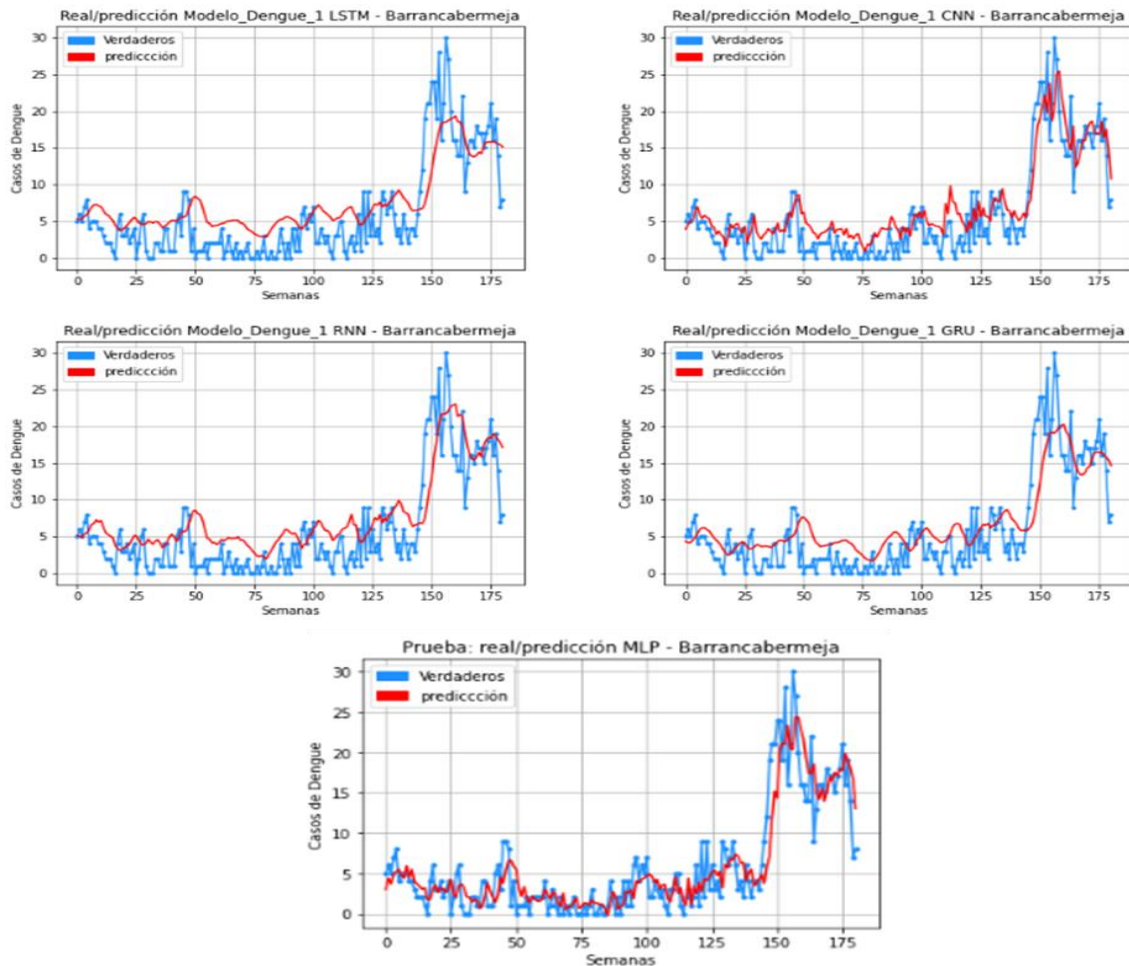 Real/predicción Modelo_Dengue_1 LSTM - Barrancabermeja
Verdaderos
prediccción
Casos de Dengue
30
25
20
15
10
5
0
0 25 50 75 100 125 150 175
Semanas
Real/predicción Modelo_Dengue_1 CNN - Barrancabermeja
Verdaderos
prediccción
Casos de Dengue
30
25
20
15
10
5
0
0 25 50 75 100 125 150 175
Semanas
Real/predicción Modelo_Dengue_1 RNN - Barrancabermeja
Verdaderos
prediccción
Casos de Dengue
30
25
20
15
10
5
0
0 25 50 75 100 125 150 175
Semanas
Real/predicción Modelo_Dengue_1 GRU - Barrancabermeja
Verdaderos
prediccción
Casos de Dengue
30
25
20
15
10
5
0
0 25 50 75 100 125 150 175
Semanas
Prueba: real/predicción MLP - Barrancabermeja
Verdaderos
prediccción
Casos de Dengue
30
25
20
15
10
5
0
0 25 50 75 100 125 150 175
Semanas